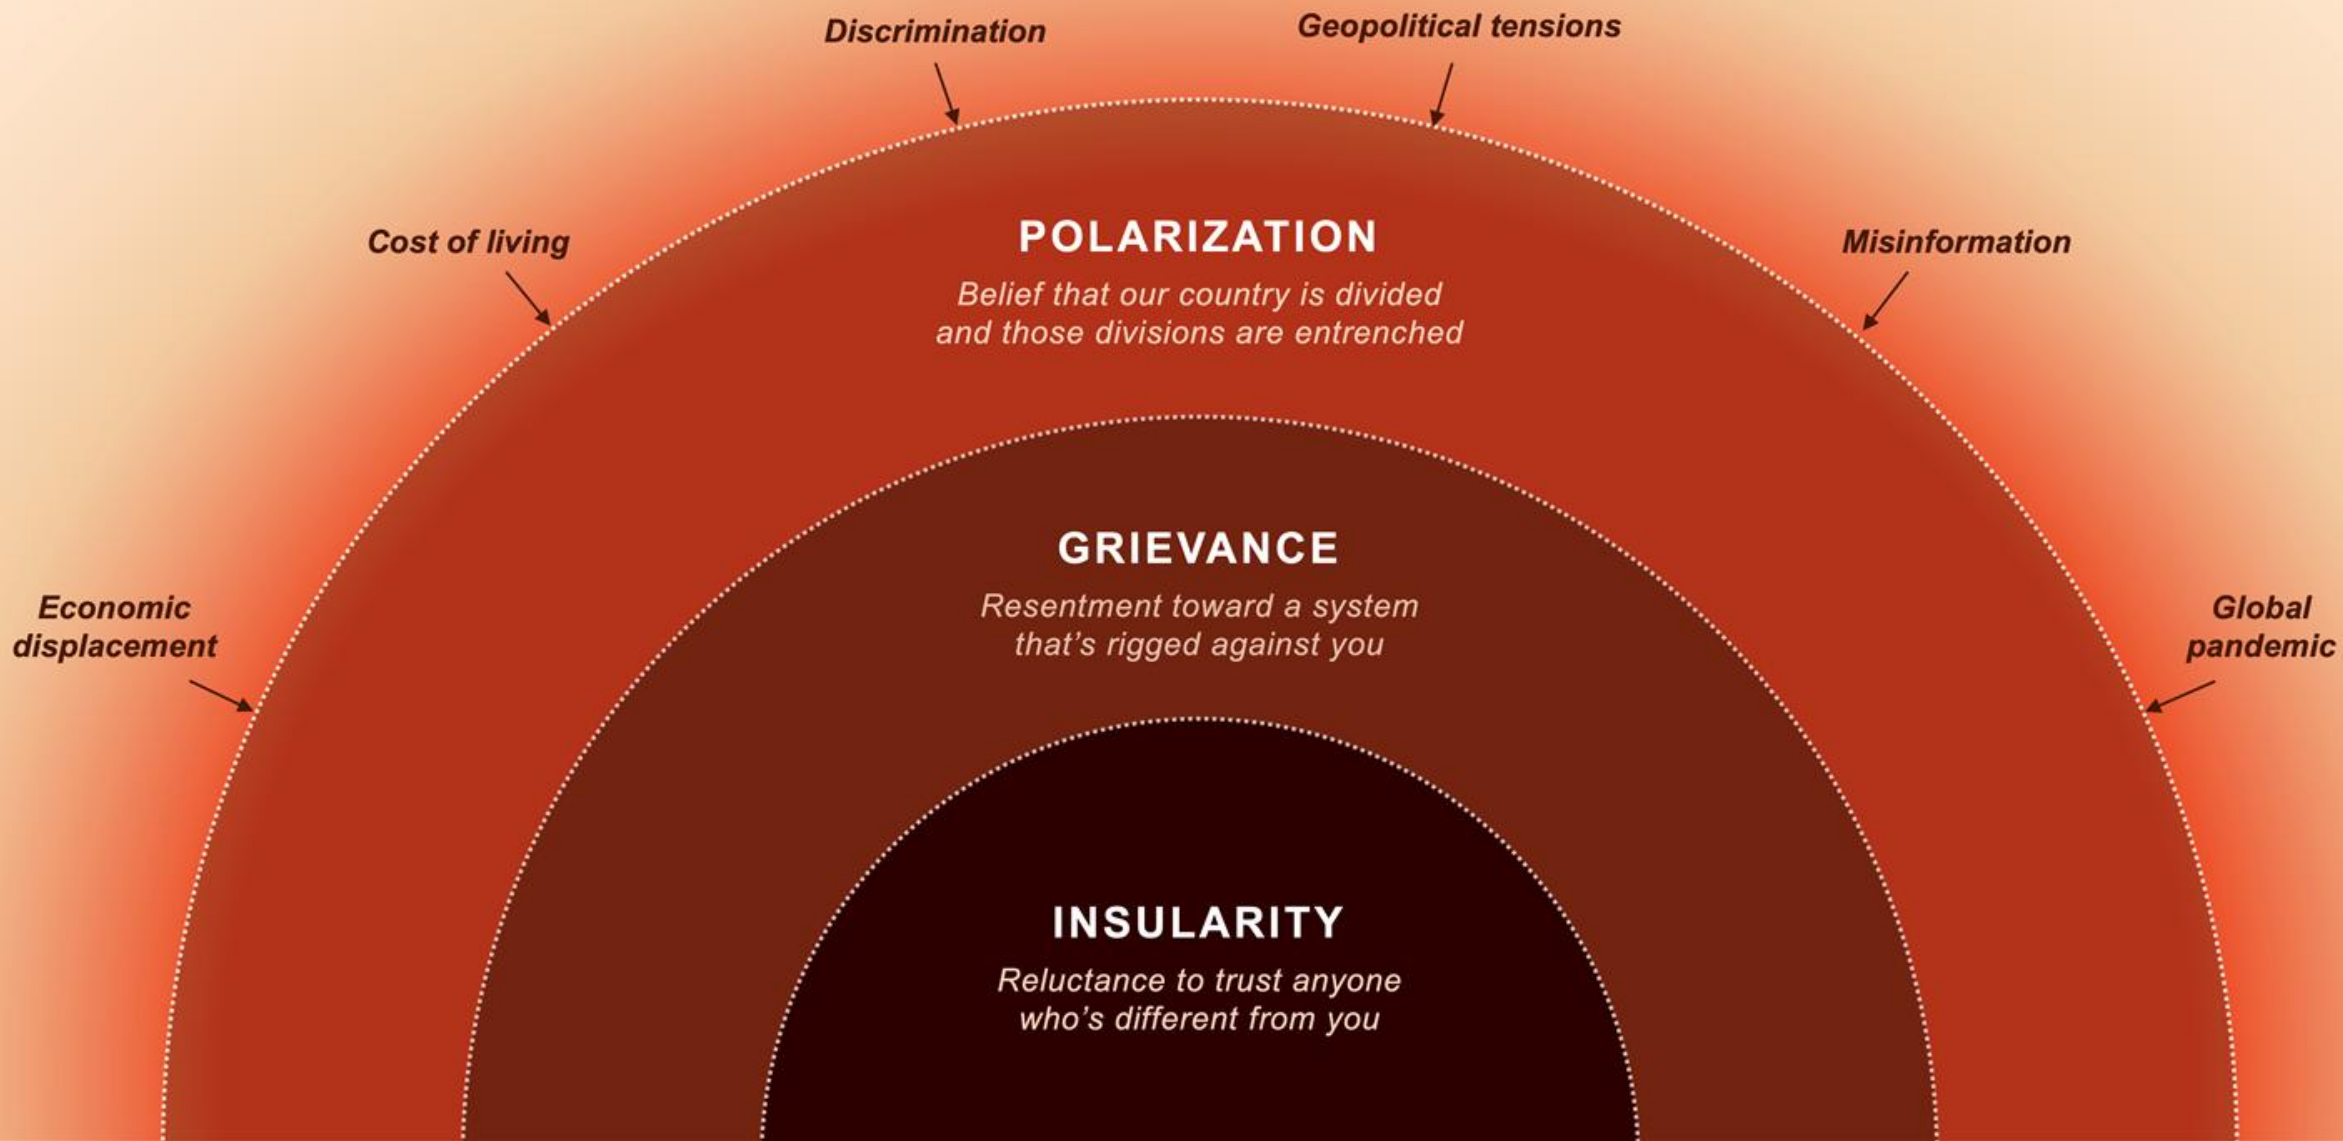 Discrimination
Geopolitical tensions
Cost of living
Misinformation
POLARIZATION
Belief that our country is divided
and those divisions are entrenched
Economic
displacement
Global
pandemic
GRIEVANCE
Resentment toward a system
that’s rigged against you
INSULARITY
Reluctance to trust anyone
who’s different from you